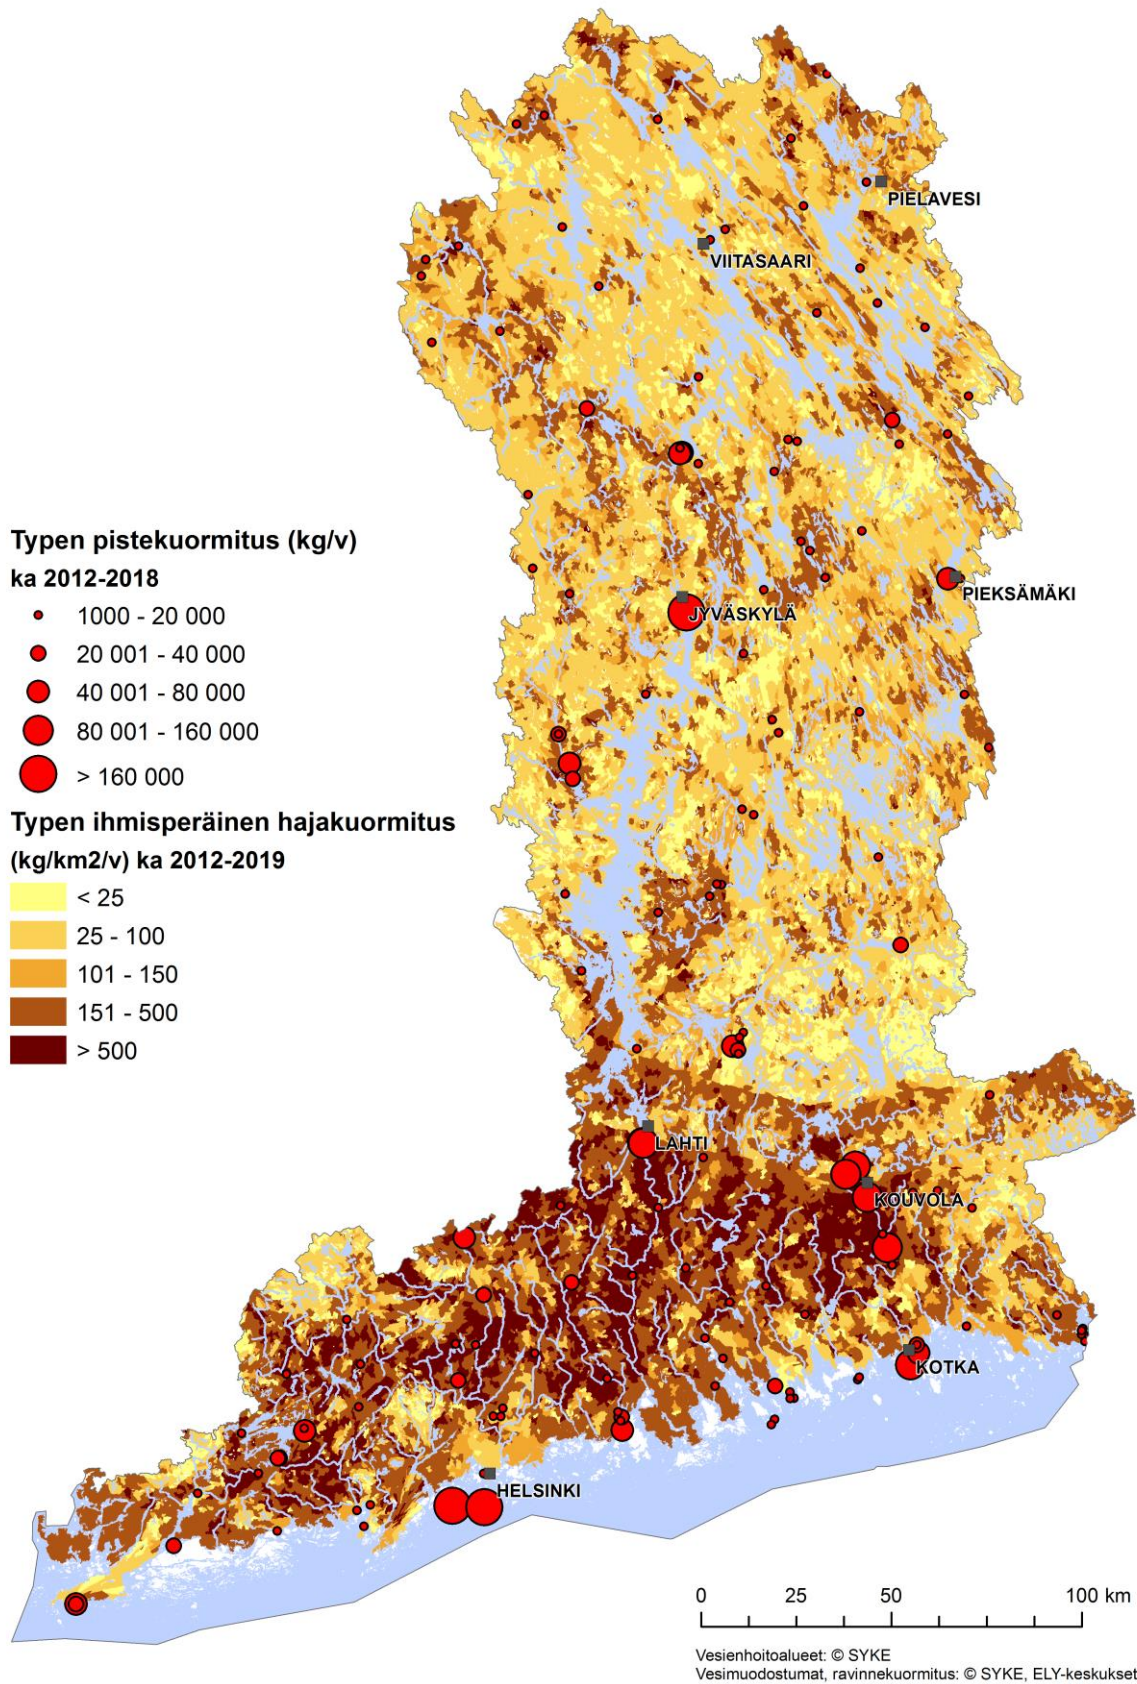 PIELAVESI
VIITASAARI
Typen pistekuormitus (kg/v)
ka 2012-2018
1000 - 20 000
20 001 - 40 000
40 001 - 80 000
80 001 - 160 000
> 160 000
PIEKSÄMÄKI
JYVÄSKYLÄ
Typen ihmisperäinen hajakuormitus
(kg/km2/v) ka 2012-2019
< 25
25 - 100
101 - 150
151 - 500
> 500
LAHTI
KOUVOLA
KOTKA
HELSINKI
0 25 50 100 km
Vesienhoitoalueet: © SYKE
Vesimuodostumat, ravinnekuormitus: © SYKE, ELY-keskukset